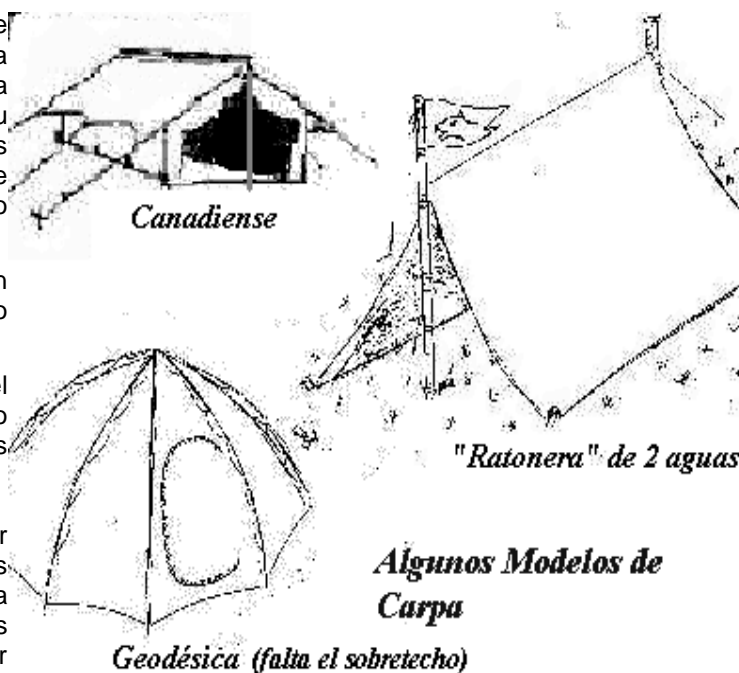 Canadiense
"Ratonera" de 2 aguas
Algunos Modelos de
Carpa
Geodésica (falta el sobretecho)